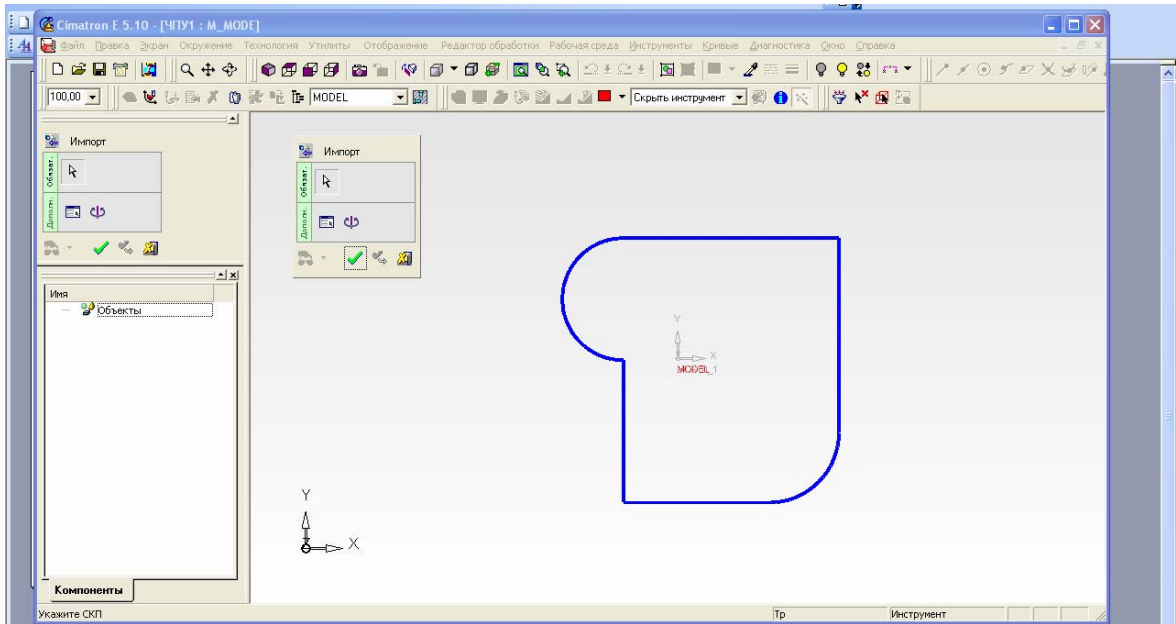 Cimatron E 5.10 - [ЧПУ1 : M_MODE]
Файл Правка Экран Окружение Технология Утилиты Отображение Редактор обработки Рабочая среда Инструменты Кривые Диагностика Окно Справка
100,00 MODEL Скрыть инструмент
Импорт
Обязат.
Дополн.
Импорт
Обязат.
Дополн.
Имя
Объекты
Y
X
MODEL_1
Y
X
Компоненты
Укажите СКП Тр Инструмент